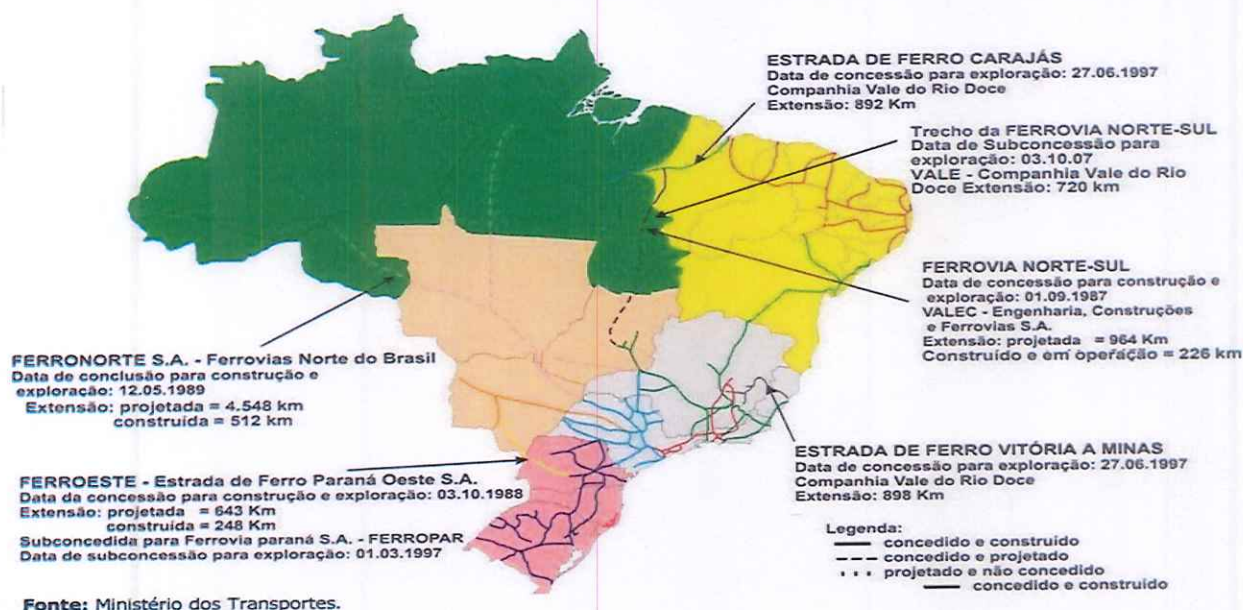 ESTRADA DE FERRO CARAJÁS
Data de concessão para exploração: 27.06.1997
Companhia Vale do Rio Doce
Extensão: 892 Km
Trecho da FERROVIA NORTE-SUL
Data de Subconcessão para
exploração: 03.10.07
VALE - Companhia Vale do Rio
Doce Extensão: 720 km
FERROVIA NORTE-SUL
Data de concessão para construção e
exploração: 01.09.1987
VALEC - Engenharia, Construções
e Ferrovias S.A.
Extensão: projetada = 964 Km
Construído e em operação = 226 km
FERRONORTE S.A. - Ferrovias Norte do Brasil
Data de conclusão para construção e
exploração: 12.05.1989
Extensão: projetada = 4.548 km
construída = 512 km
ESTRADA DE FERRO VITÓRIA A MINAS
Data de concessão para exploração: 27.06.1997
Companhia Vale do Rio Doce
Extensão: 898 Km
FERROESTE - Estrada de Ferro Paraná Oeste S.A.
Data da concessão para construção e exploração: 03.10.1988
Extensão: projetada = 643 Km
construída = 248 Km
Subconcedida para Ferrovia paraná S.A. - FERROPAR
Data de subconcessão para exploração: 01.03.1997
Legenda:
concedido e construído
concedido e projetado
projetado e não concedido
concedido e construído
Fonte: Ministério dos Transportes.